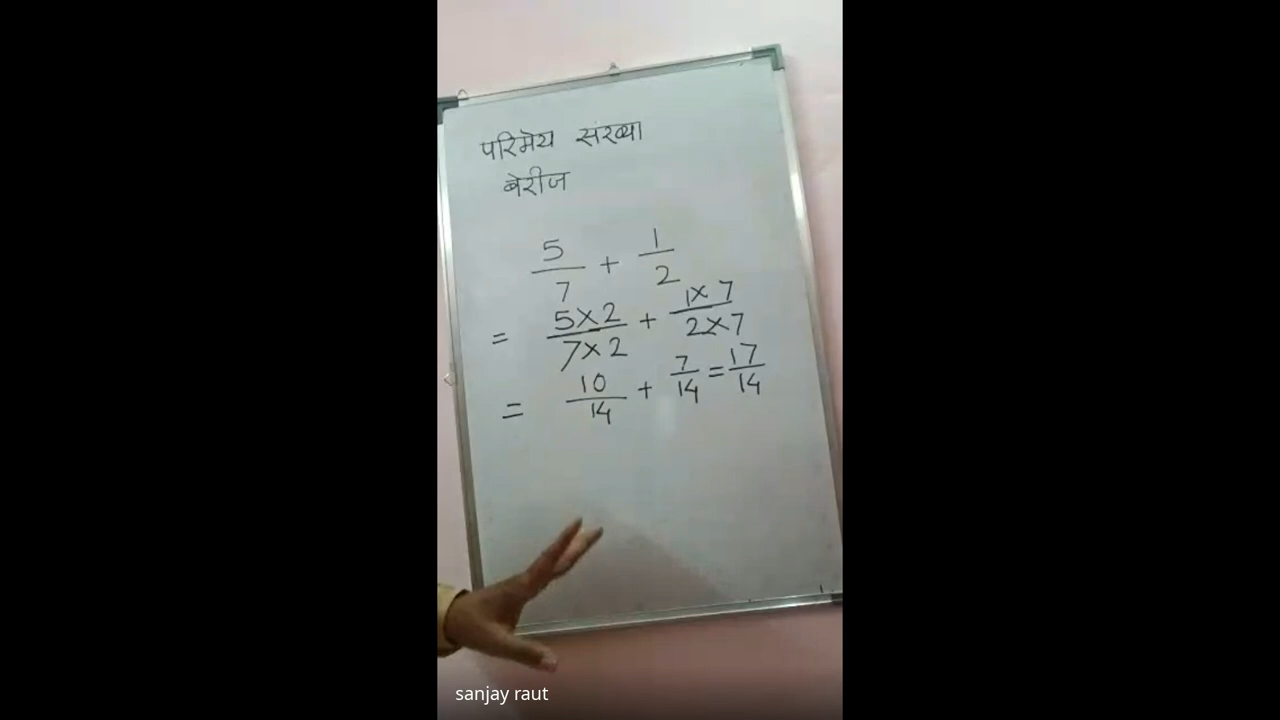 परिमेय संख्या
बेरीज
5/7 + 1/2
= 5×2/7×2 + 1×7/2×7
= 10/14 + 7/14 = 17/14
sanjay raut